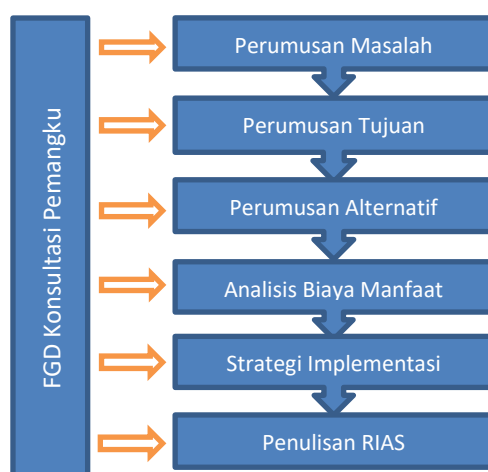 FGD Konsultasi Pemangku
Perumusan Masalah
Perumusan Tujuan
Perumusan Alternatif
Analisis Biaya Manfaat
Strategi Implementasi
Penulisan RIAS